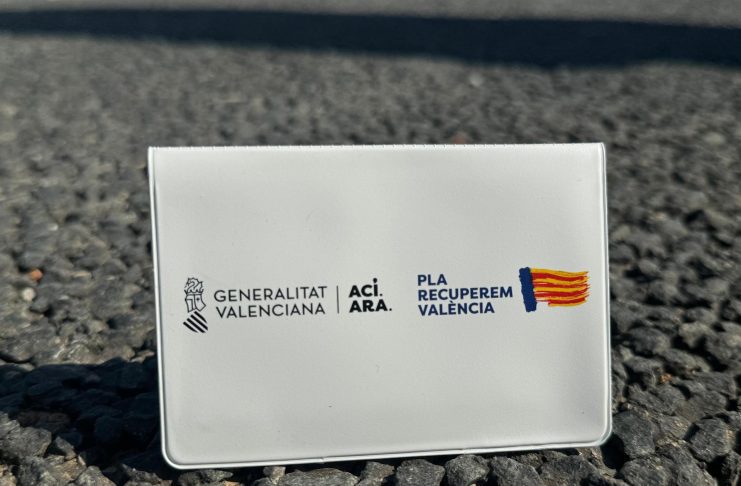 GENERALITAT
VALENCIANA
ACÍ.
ARA.
PLA
RECUPEREM
VALÈNCIA